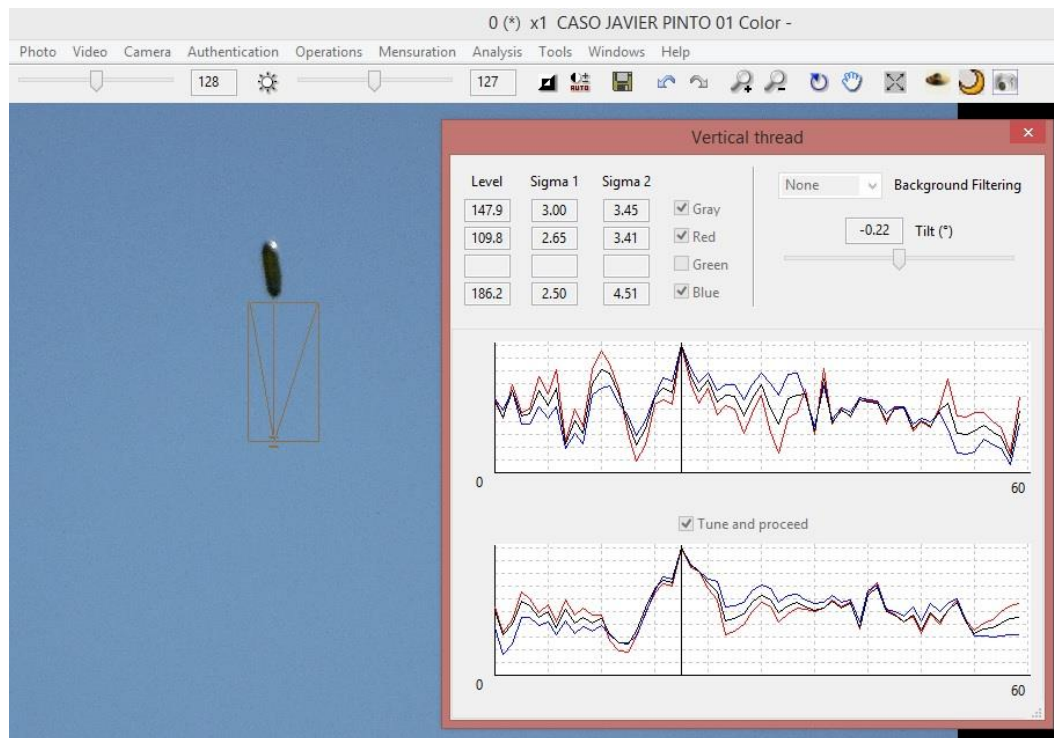 0 (*) x1 CASO JAVIER PINTO 01 Color -
Photo Video Camera Authentication Operations Mensuration Analysis Tools Windows Help
128 127 AUTO
Vertical thread
Level Sigma 1 Sigma 2 None Background Filtering
147.9 3.00 3.45 Gray
109.8 2.65 3.41 Red -0.22 Tilt (°)
Green
186.2 2.50 4.51 Blue
0 60
Tune and proceed
0 60